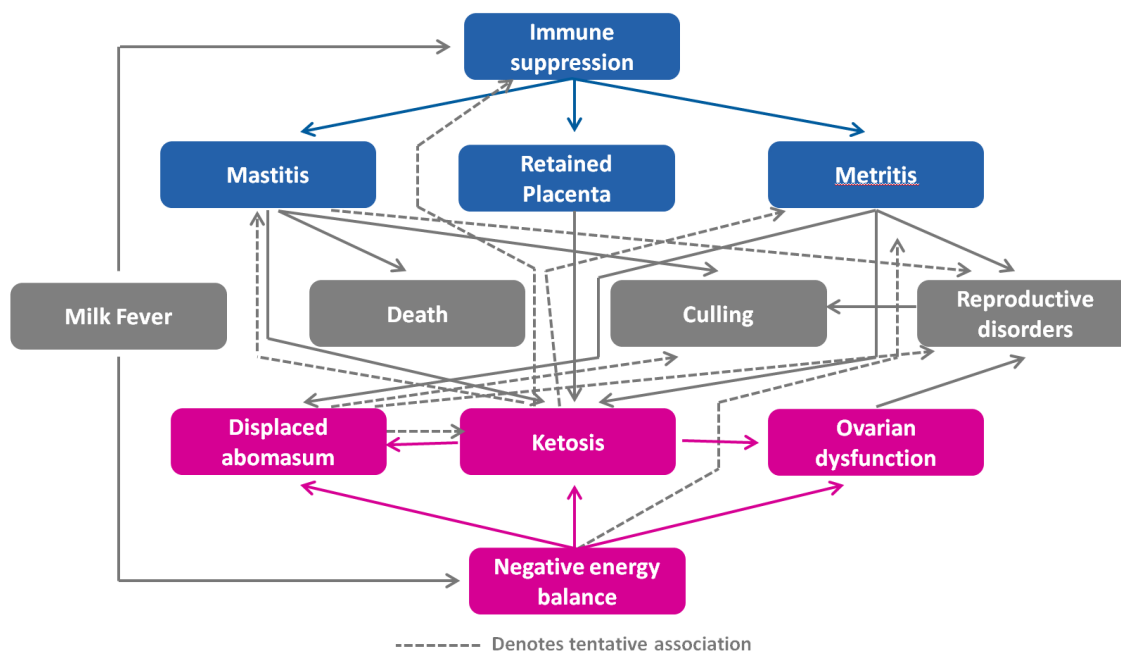 Immune
suppression
Mastitis
Retained
Placenta
Metritis
Milk Fever
Death
Culling
Reproductive
disorders
Displaced
abomasum
Ketosis
Ovarian
dysfunction
Negative energy
balance
Denotes tentative association